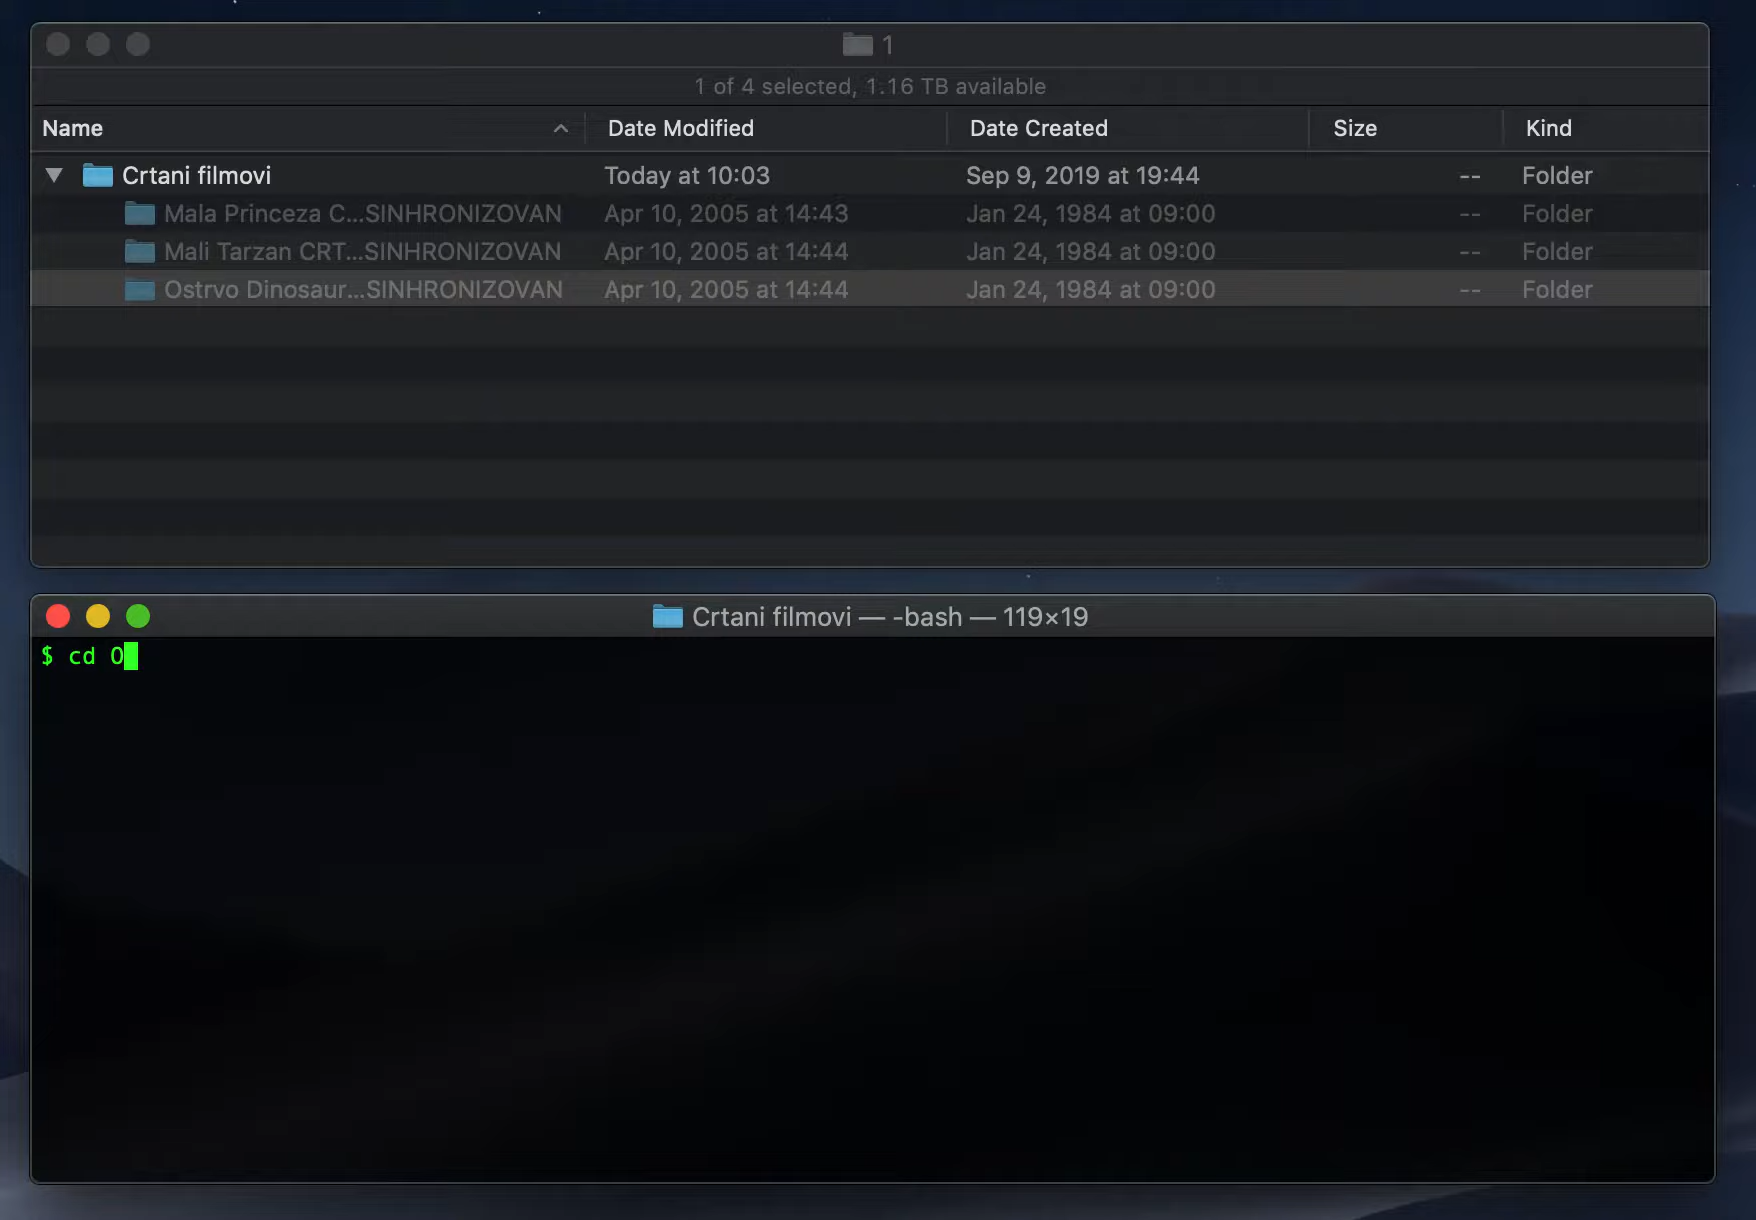 1
1 of 4 selected, 1.16 TB available
Name Date Modified Date Created Size Kind
Crtani filmovi Today at 10:03 Sep 9, 2019 at 19:44 -- Folder
Mala Princeza C...SINHRONIZOVAN Apr 10, 2005 at 14:43 Jan 24, 1984 at 09:00 -- Folder
Mali Tarzan CRT...SINHRONIZOVAN Apr 10, 2005 at 14:44 Jan 24, 1984 at 09:00 -- Folder
Ostrvo Dinosaur...SINHRONIZOVAN Apr 10, 2005 at 14:44 Jan 24, 1984 at 09:00 -- Folder
Crtani filmovi — -bash — 119×19
$ cd O